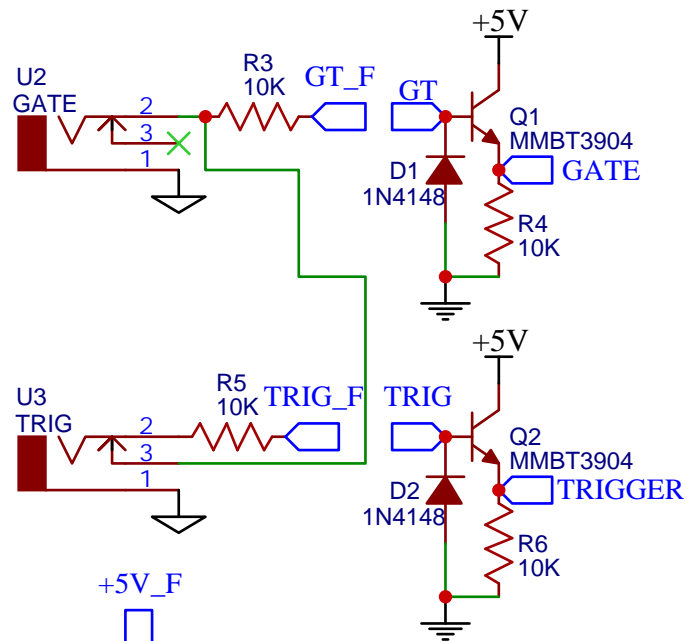 +5V
U2
GATE
2
3
1
R3
10K
GT_F
GT
Q1
MMBT3904
D1
1N4148
GATE
R4
10K
+5V
U3
TRIG
2
3
1
R5
10K
TRIG_F
TRIG
Q2
MMBT3904
D2
1N4148
TRIGGER
R6
10K
+5V_F